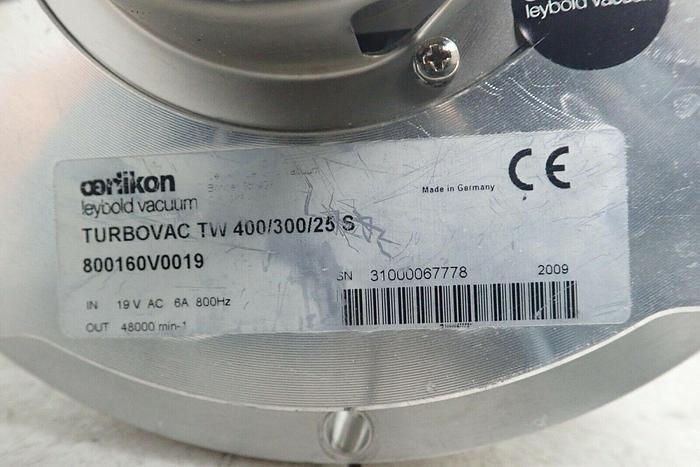 leybold vacuum
oerlikon
leybold vacuum
Made in Germany
CE
TURBOVAC TW 400/300/25 S
800160V0019
SN 31000067778 2009
IN 19 V AC 6A 800Hz
OUT 48000 min-1